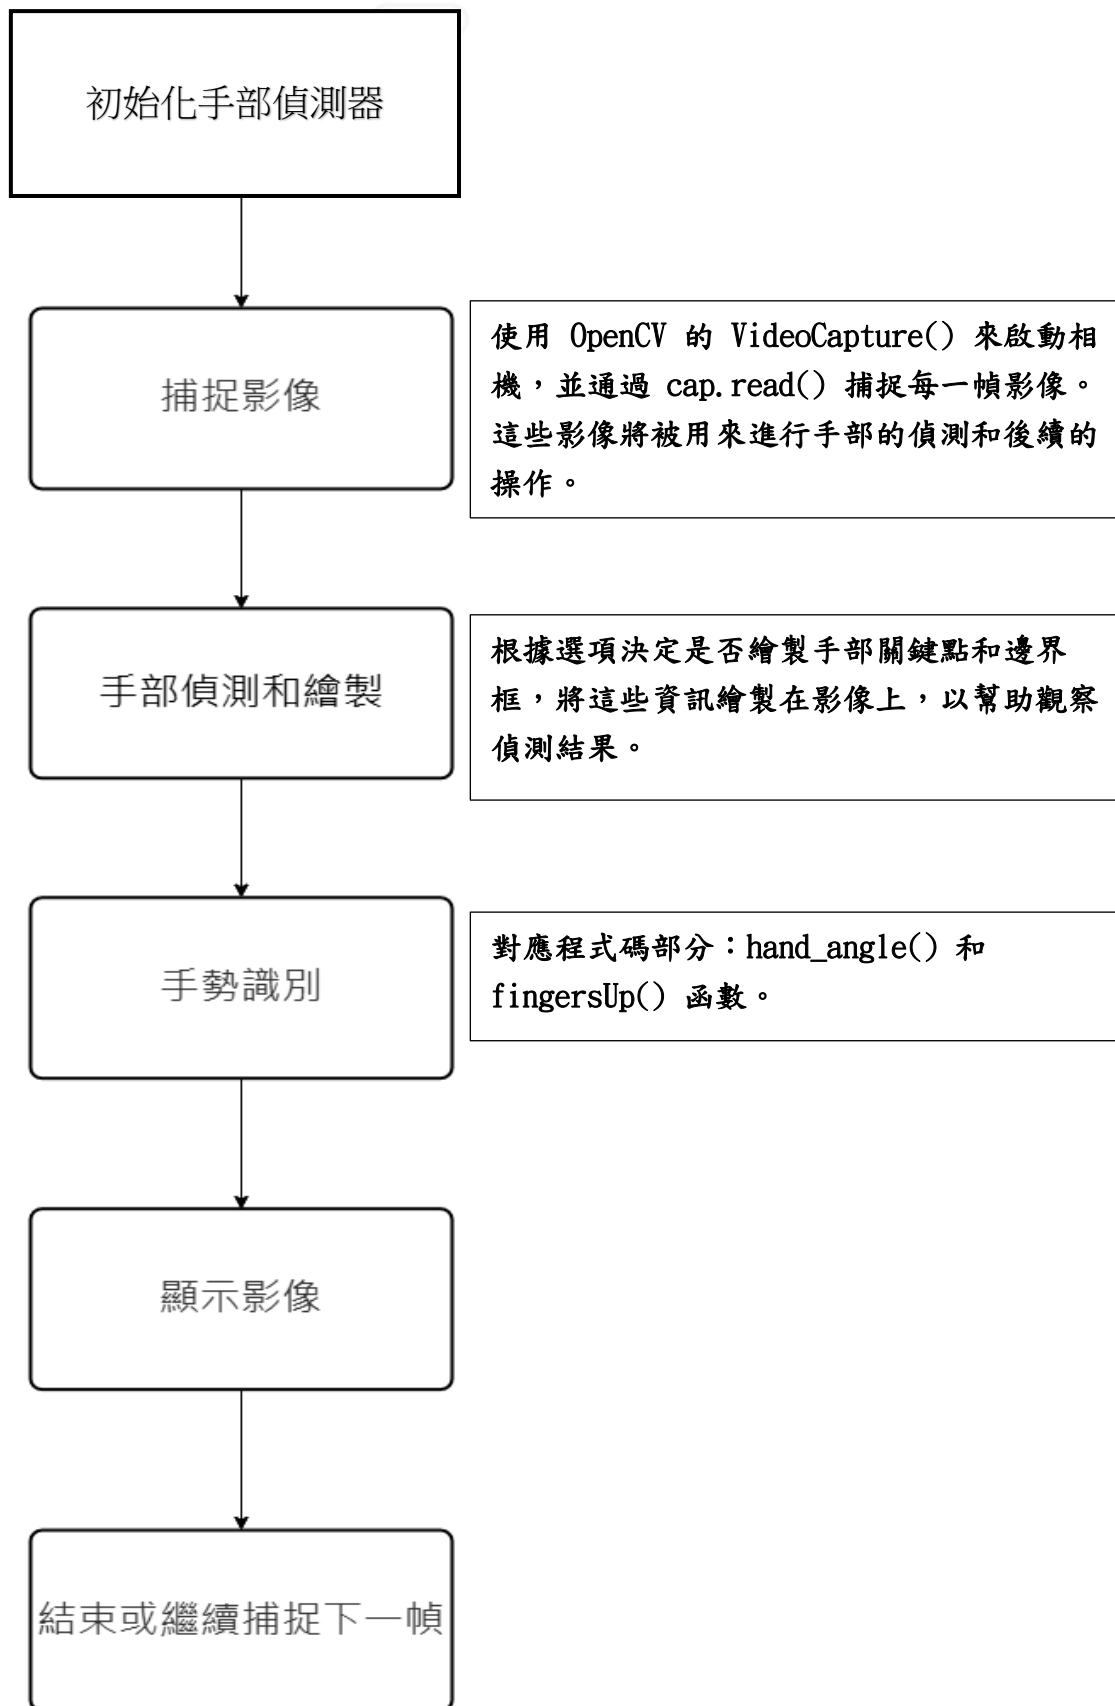 初始化手部偵測器
捕捉影像
使用 OpenCV 的 VideoCapture() 來啟動相
機，並通過 cap.read() 捕捉每一幀影像。
這些影像將被用來進行手部的偵測和後續的
操作。
手部偵測和繪製
根據選項決定是否繪製手部關鍵點和邊界
框，將這些資訊繪製在影像上，以幫助觀察
偵測結果。
手勢識別
對應程式碼部分：hand_angle() 和
fingersUp() 函數。
顯示影像
結束或繼續捕捉下一幀